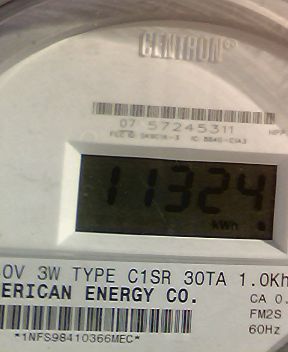 CENTRON®
07 57245311
11324
kWh
0V 3W TYPE C1SR 30TA 1.0Kh
ERICAN ENERGY CO.
CA 0.
FM2S
60Hz
*1NFS98410366MEC*